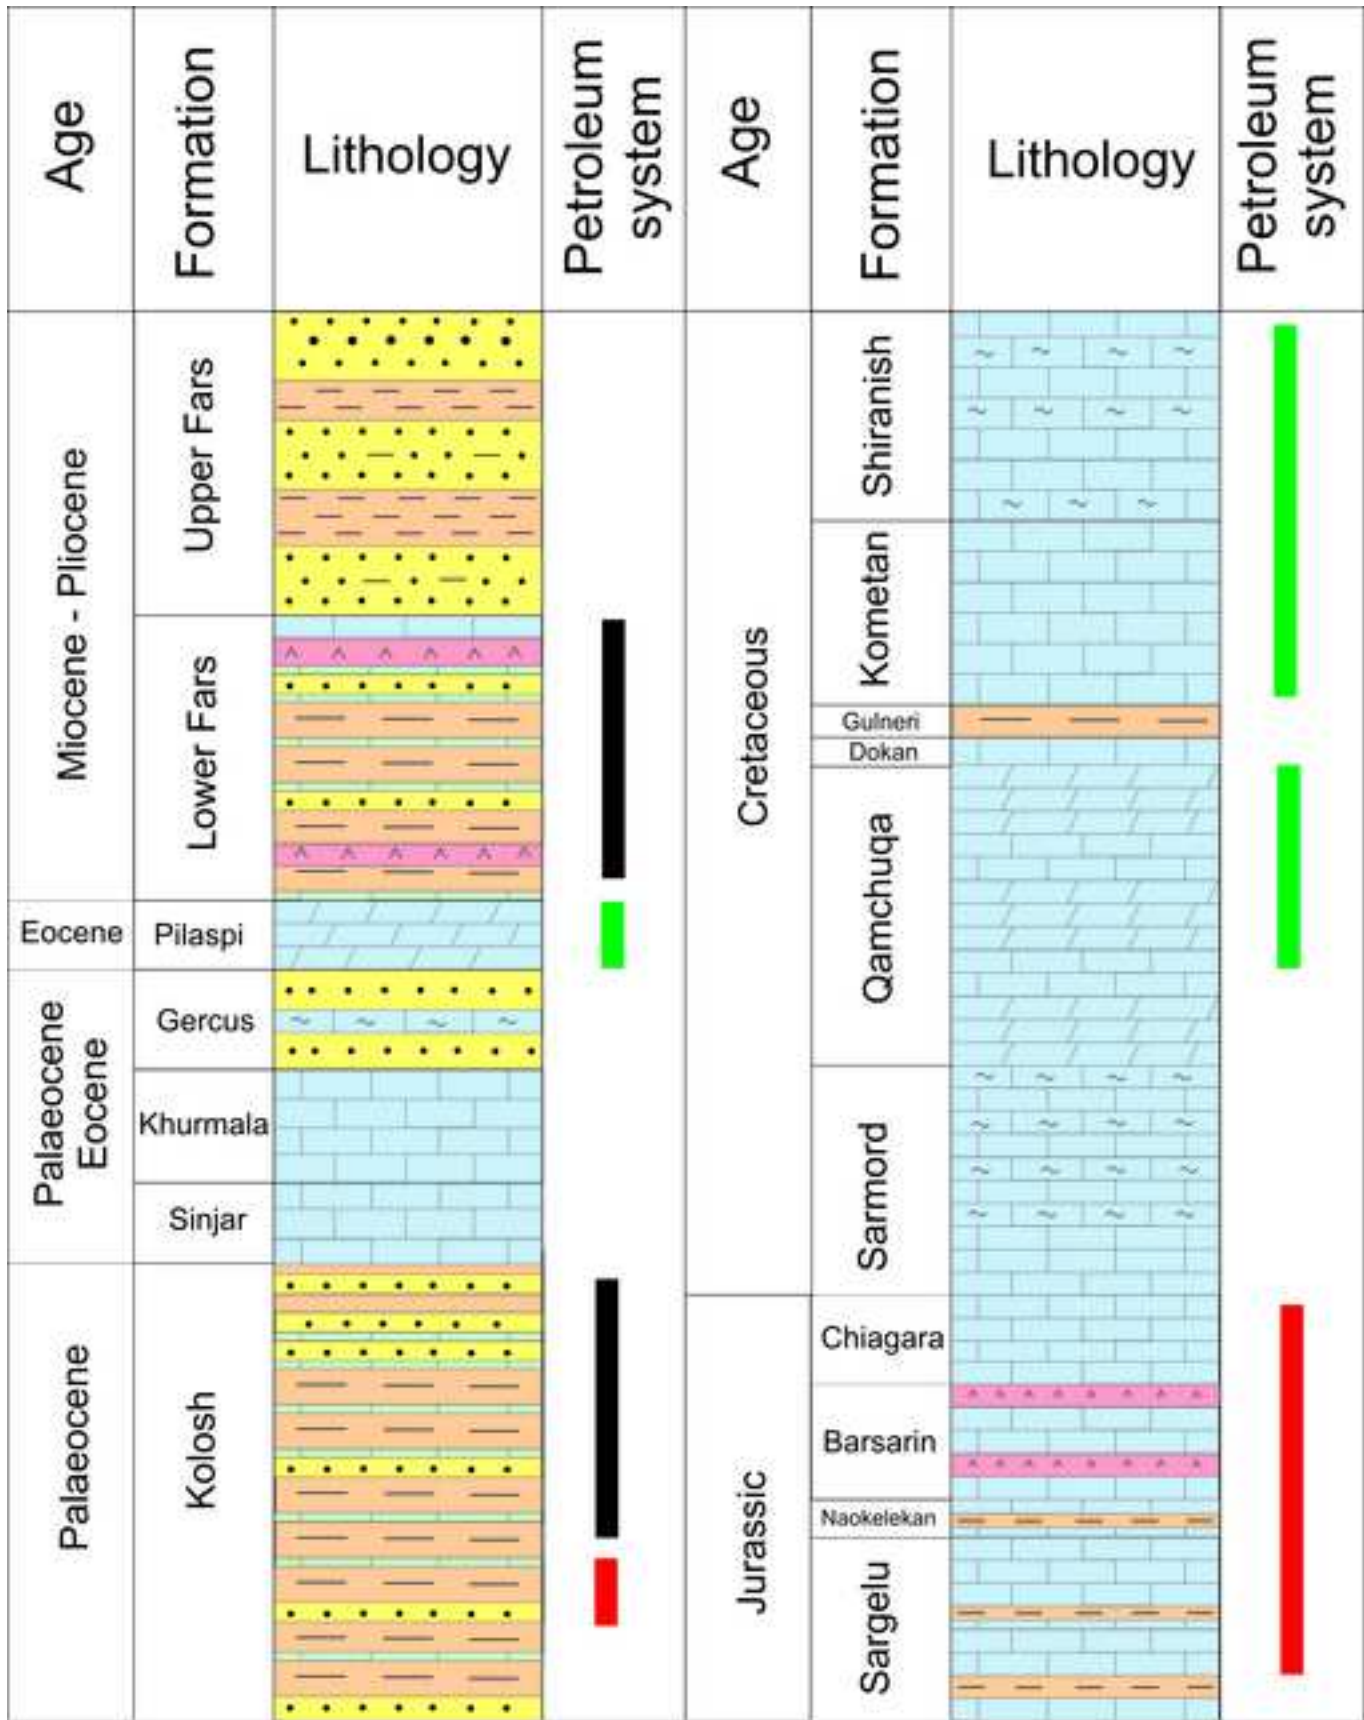 Age
Formation
Lithology
Petroleum
system
Age
Formation
Lithology
Petroleum
system
Miocene - Pliocene
Upper Fars
Lower Fars
Eocene
Pilaspi
Palaeocene
Eocene
Gercus
Khurmala
Sinjar
Palaeocene
Kolosh
Cretaceous
Shiranish
Kometan
Gulneri
Dokan
Qamchuqa
Sarmord
Jurassic
Chiagara
Barsarin
Naokelekan
Sargelu